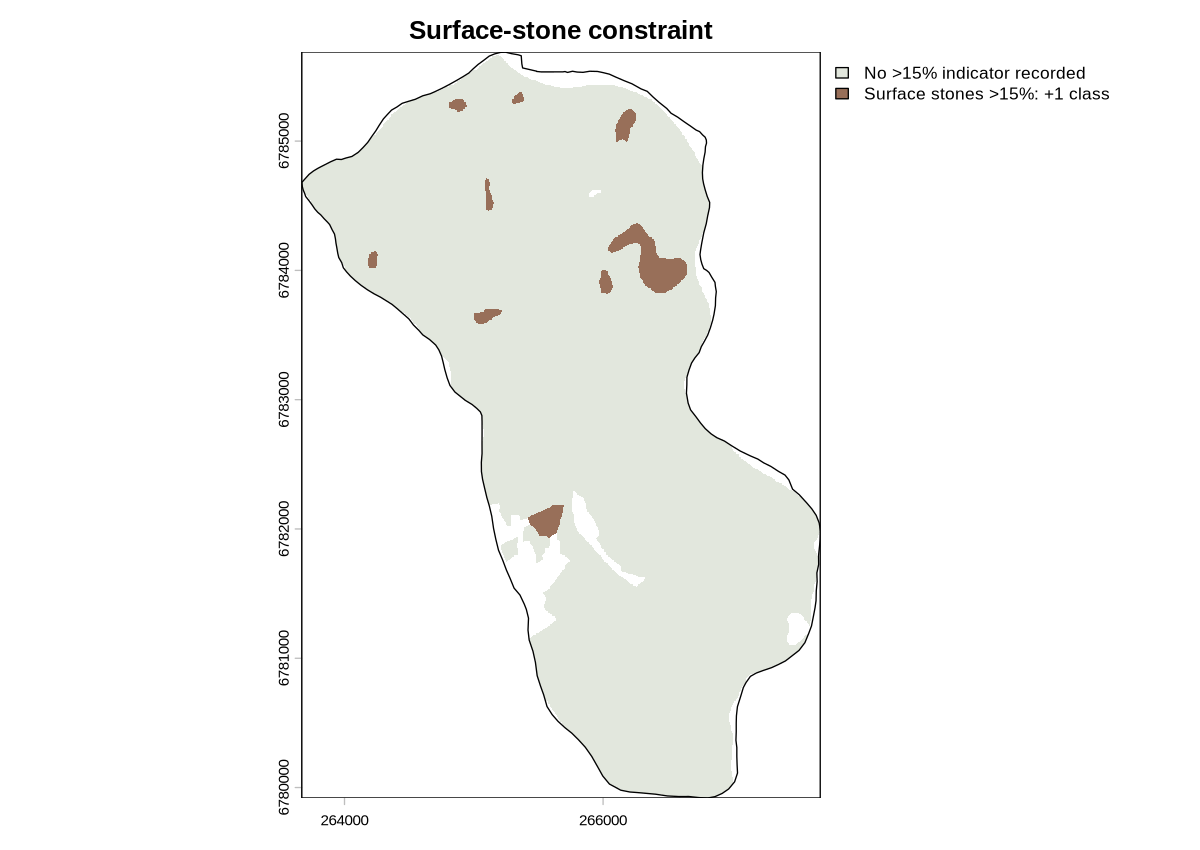 Surface-stone constraint
No >15% indicator recorded
Surface stones >15%: +1 class
6785000
6784000
6783000
6782000
6781000
6780000
264000
266000